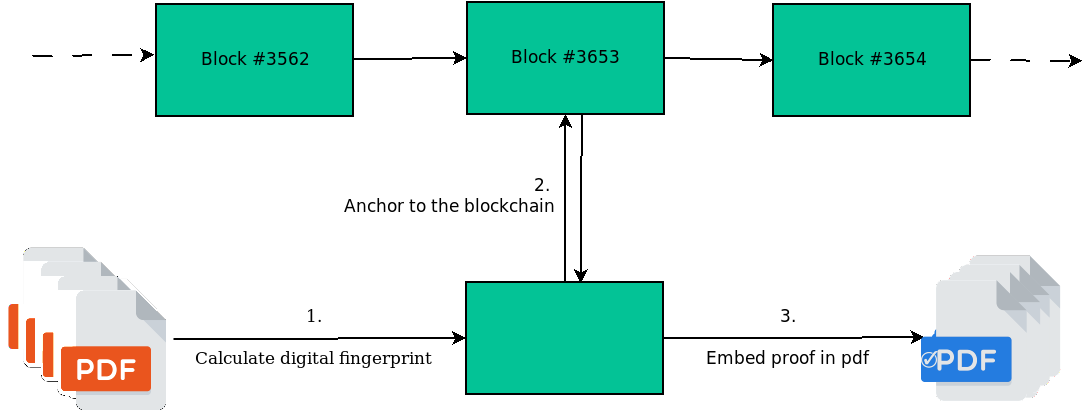 Block #3562
Block #3653
Block #3654
2.
Anchor to the blockchain
1.
Calculate digital fingerprint
3.
Embed proof in pdf
PDF
PDF